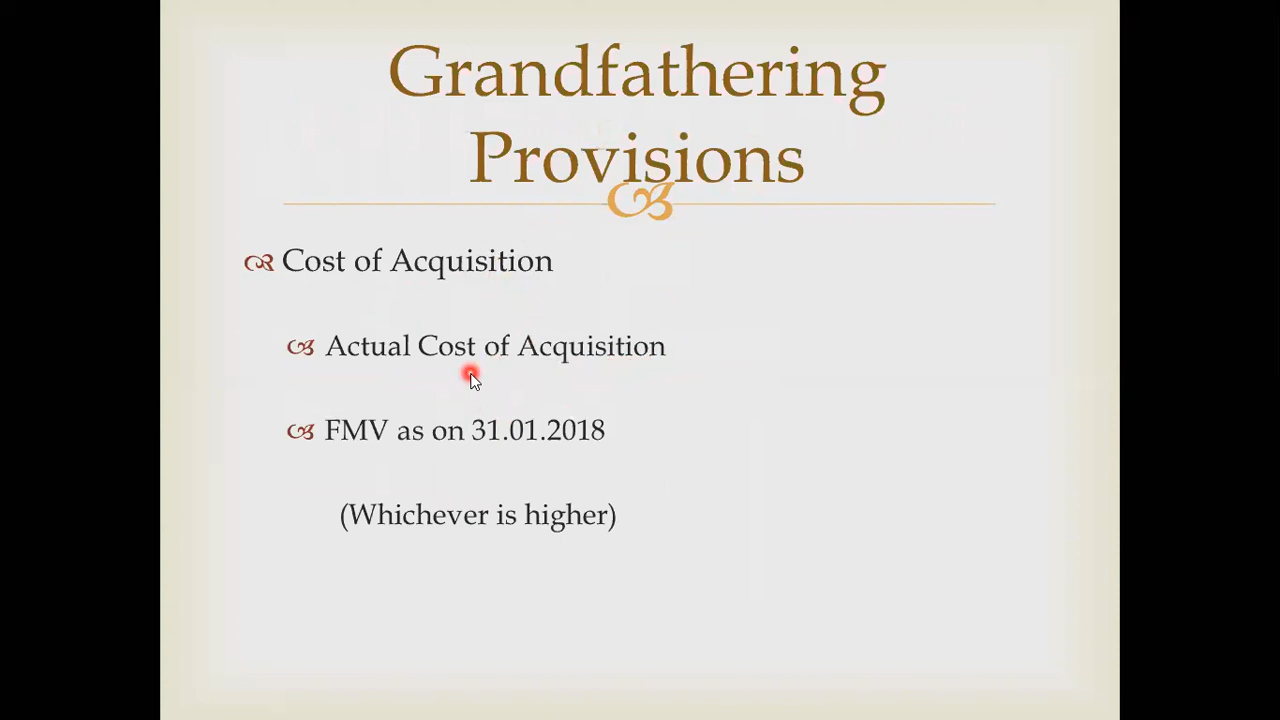 Grandfathering
Provisions
Cost of Acquisition
Actual Cost of Acquisition
FMV as on 31.01.2018
(Whichever is higher)